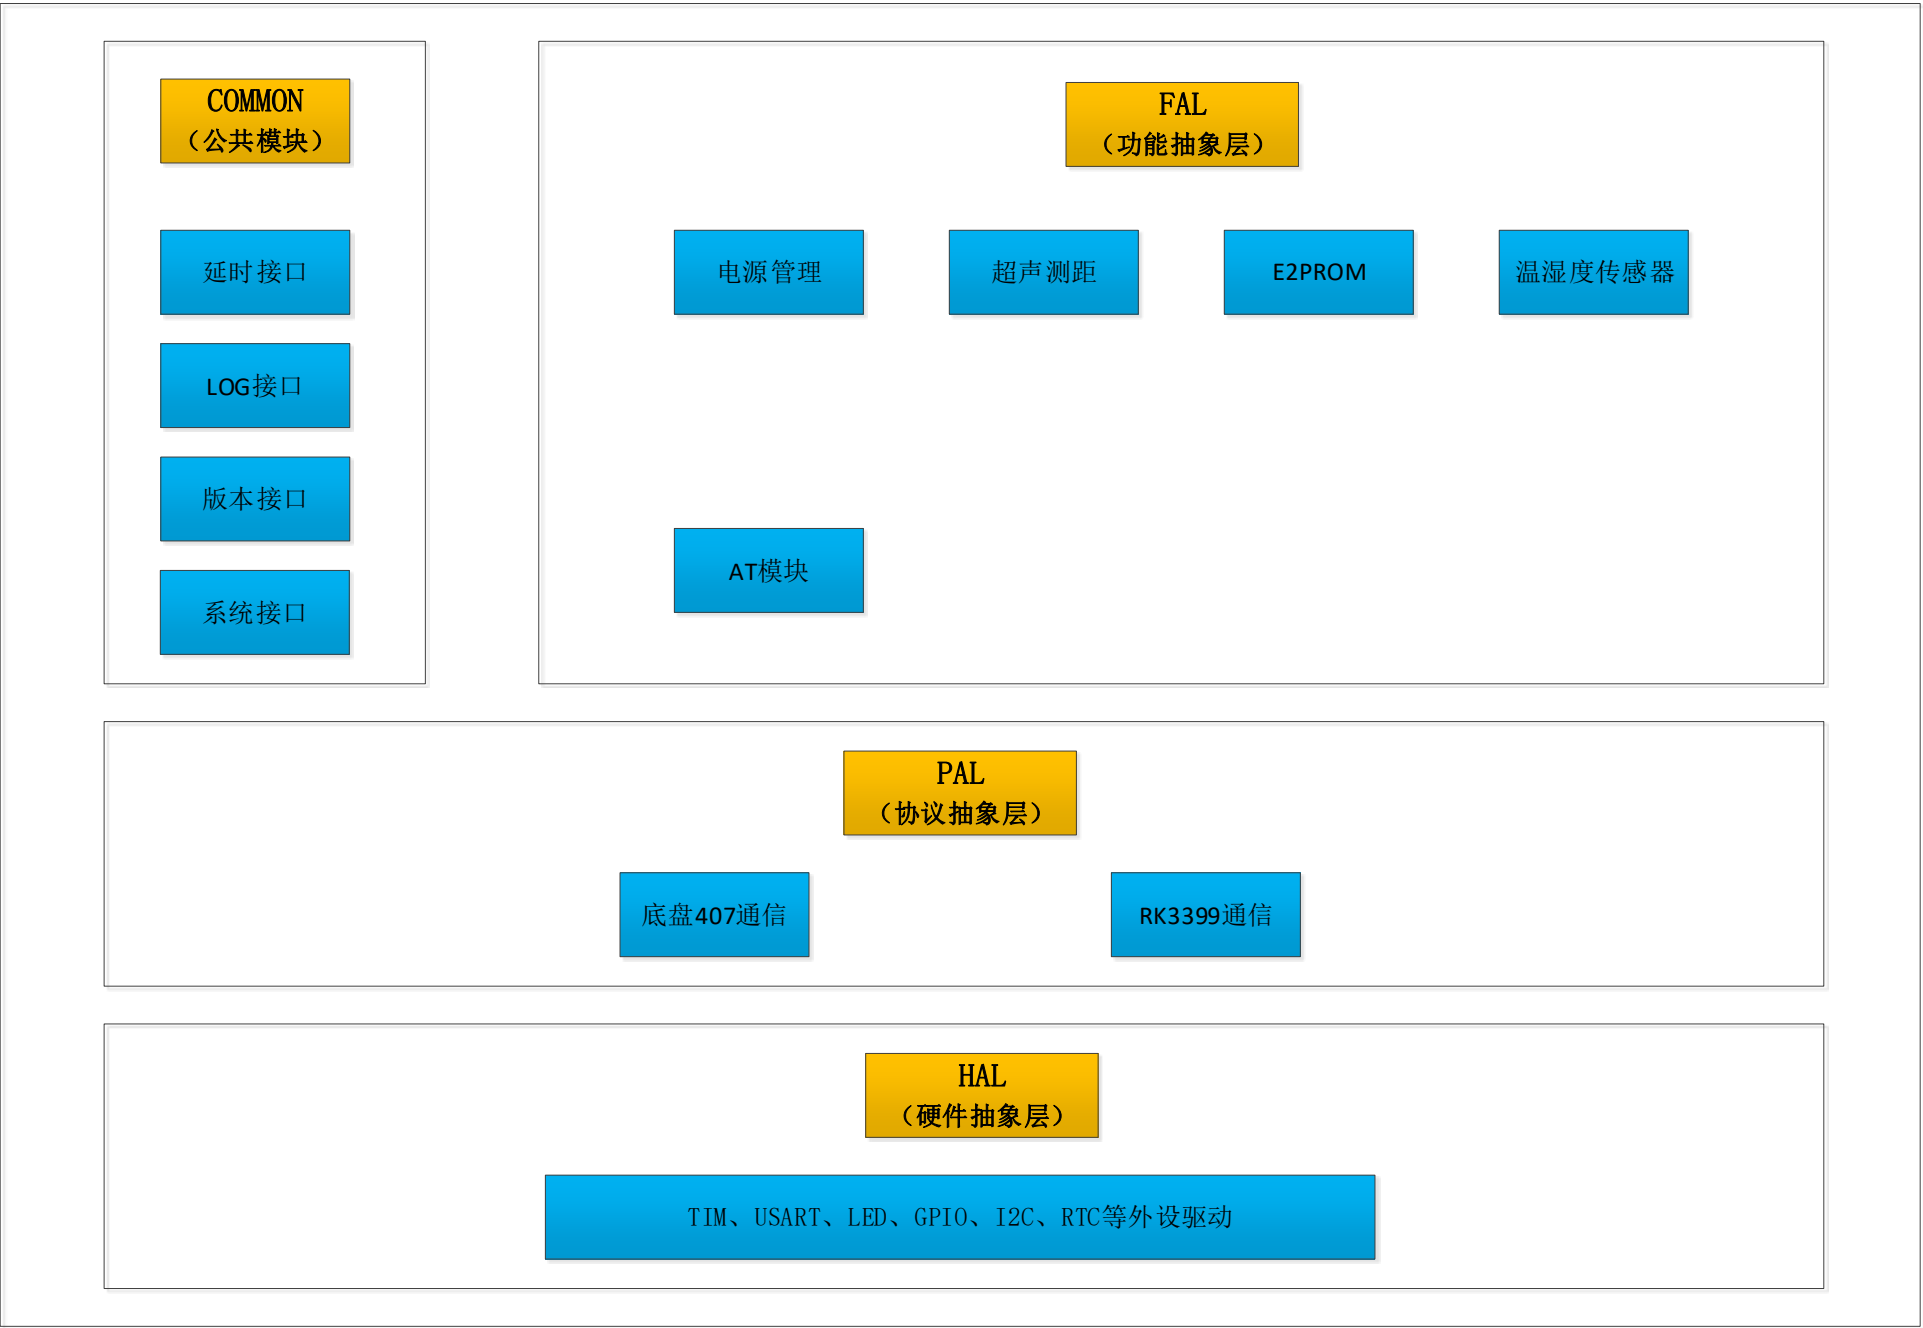 COMMON
（公共模块）
延时接口
LOG接口
版本接口
系统接口
FAL
（功能抽象层）
电源管理
超声测距
E2PROM
温湿度传感器
AT模块
PAL
（协议抽象层）
底盘407通信
RK3399通信
HAL
（硬件抽象层）
TIM、USART、LED、GPIO、I2C、RTC等外设驱动